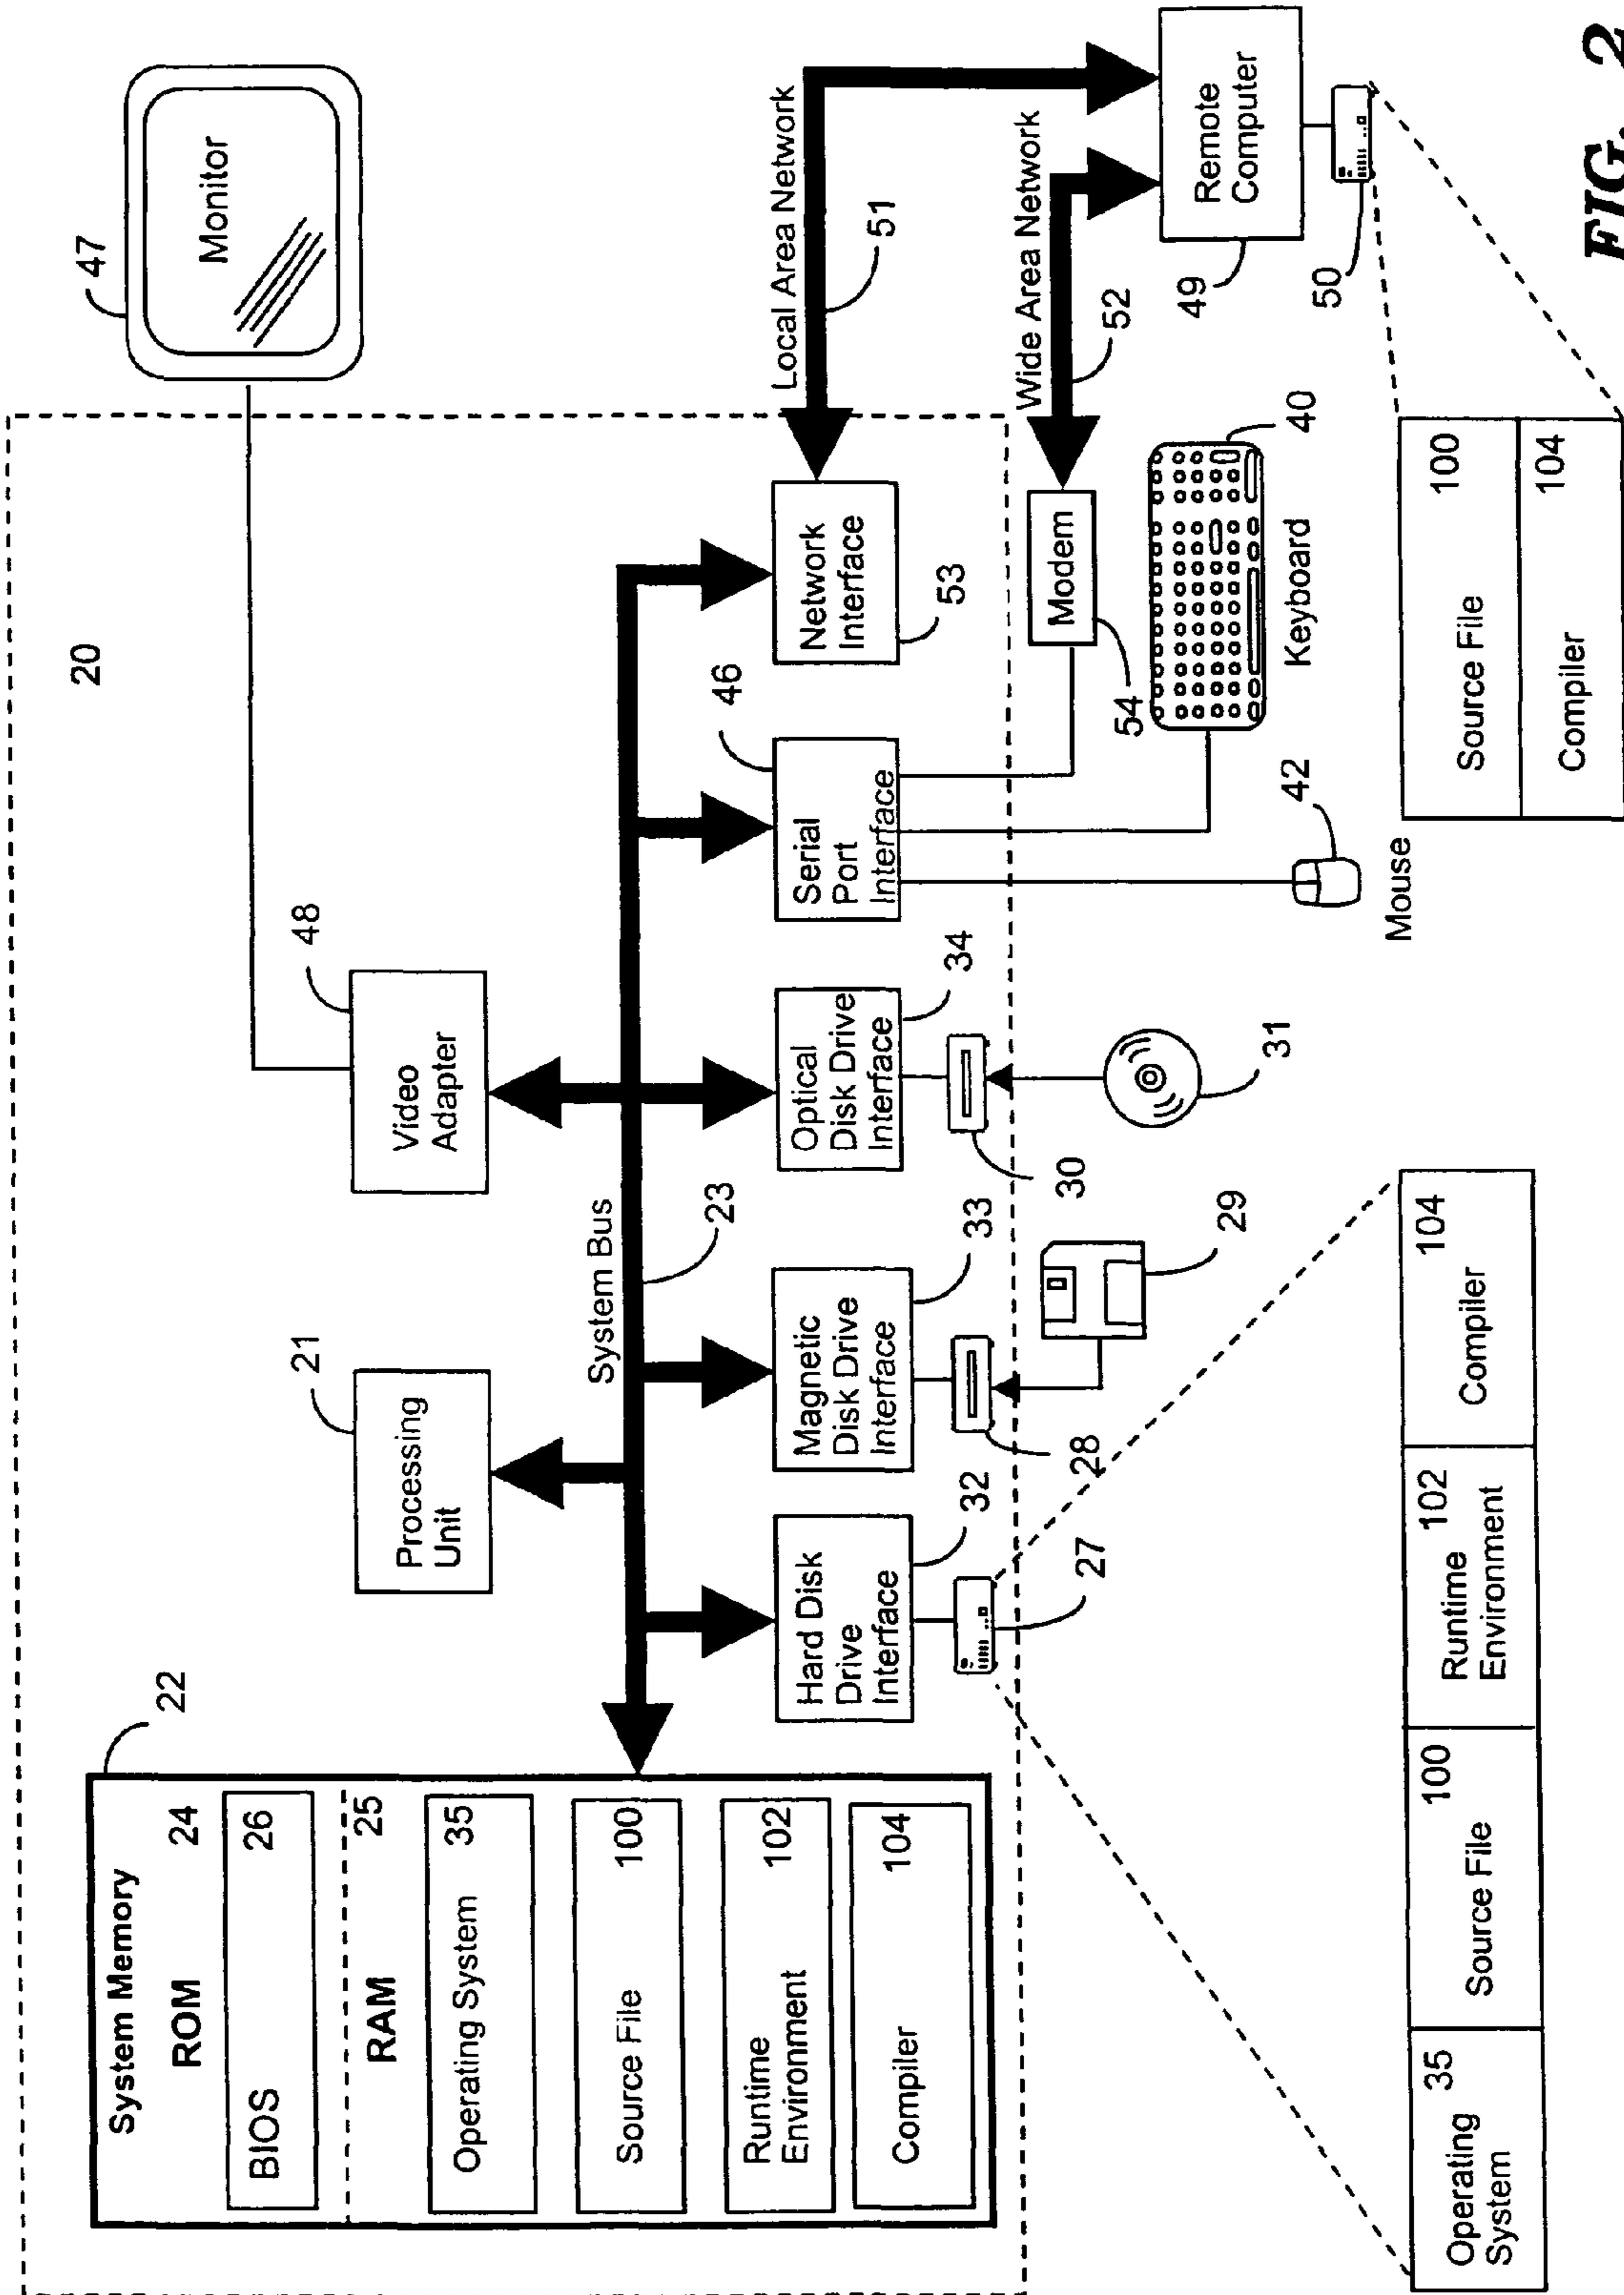 20
47
Monitor
System Memory
22
ROM
24
BIOS
26
RAM
25
Operating System
35
Source File
100
Runtime
Environment
102
Compiler
104
21
Processing
Unit
48
Video
Adapter
System Bus
23
Hard Disk
Drive
Interface
32
Magnetic
Disk Drive
Interface
33
Optical
Disk Drive
Interface
34
Serial
Port
Interface
46
Network
Interface
53
Local Area Network
51
27
28
29
30
31
Modem
54
Wide Area Network
52
Keyboard
40
Mouse
42
Remote
Computer
49
50
Operating
System
35
Source File
100
Runtime
Environment
102
Compiler
104
Source File
100
Compiler
104
FIG. 2